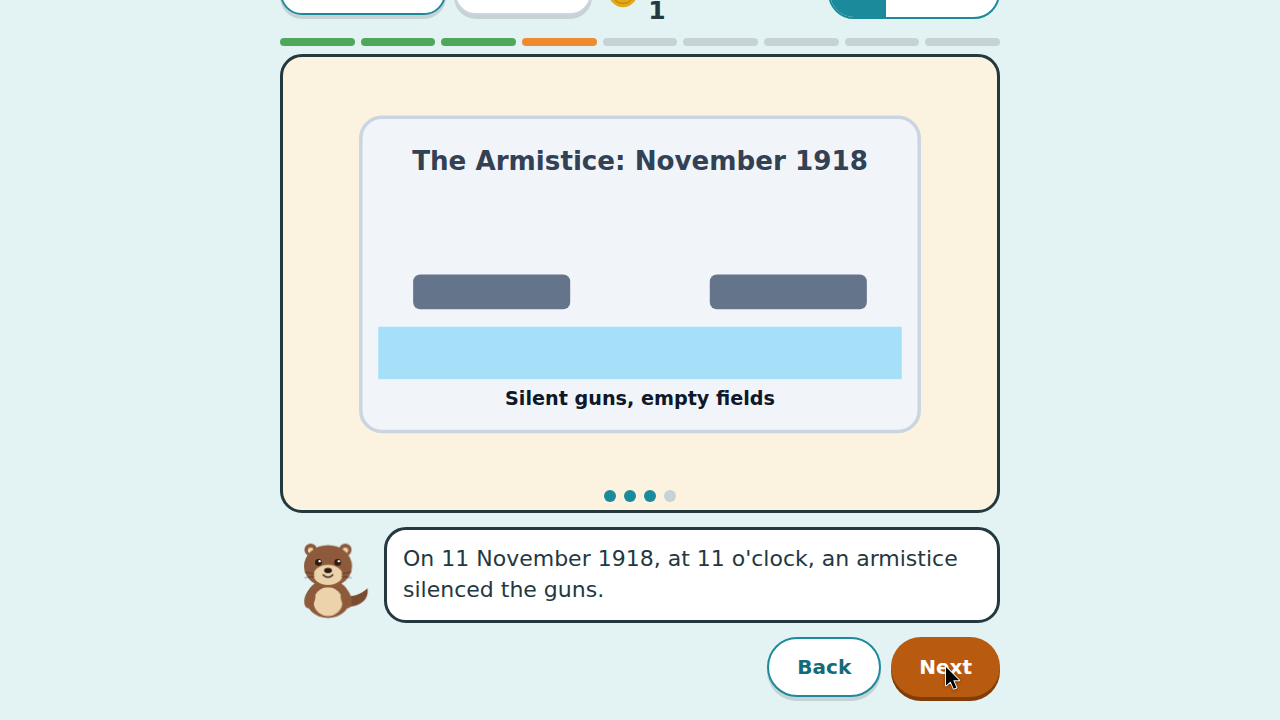 1
The Armistice: November 1918
Silent guns, empty fields
On 11 November 1918, at 11 o'clock, an armistice
silenced the guns.
Back
Next